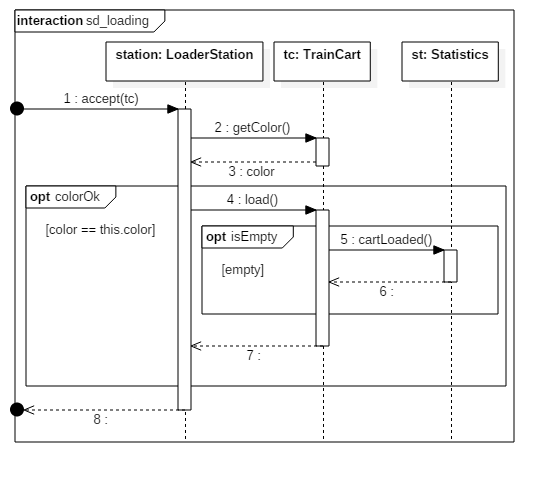 interaction sd_loading
station: LoaderStation
tc: TrainCart
st: Statistics
1 : accept(tc)
2 : getColor()
3 : color
opt colorOk
4 : load()
[color == this.color]
opt isEmpty
5 : cartLoaded()
[empty]
6 :
7 :
8 :